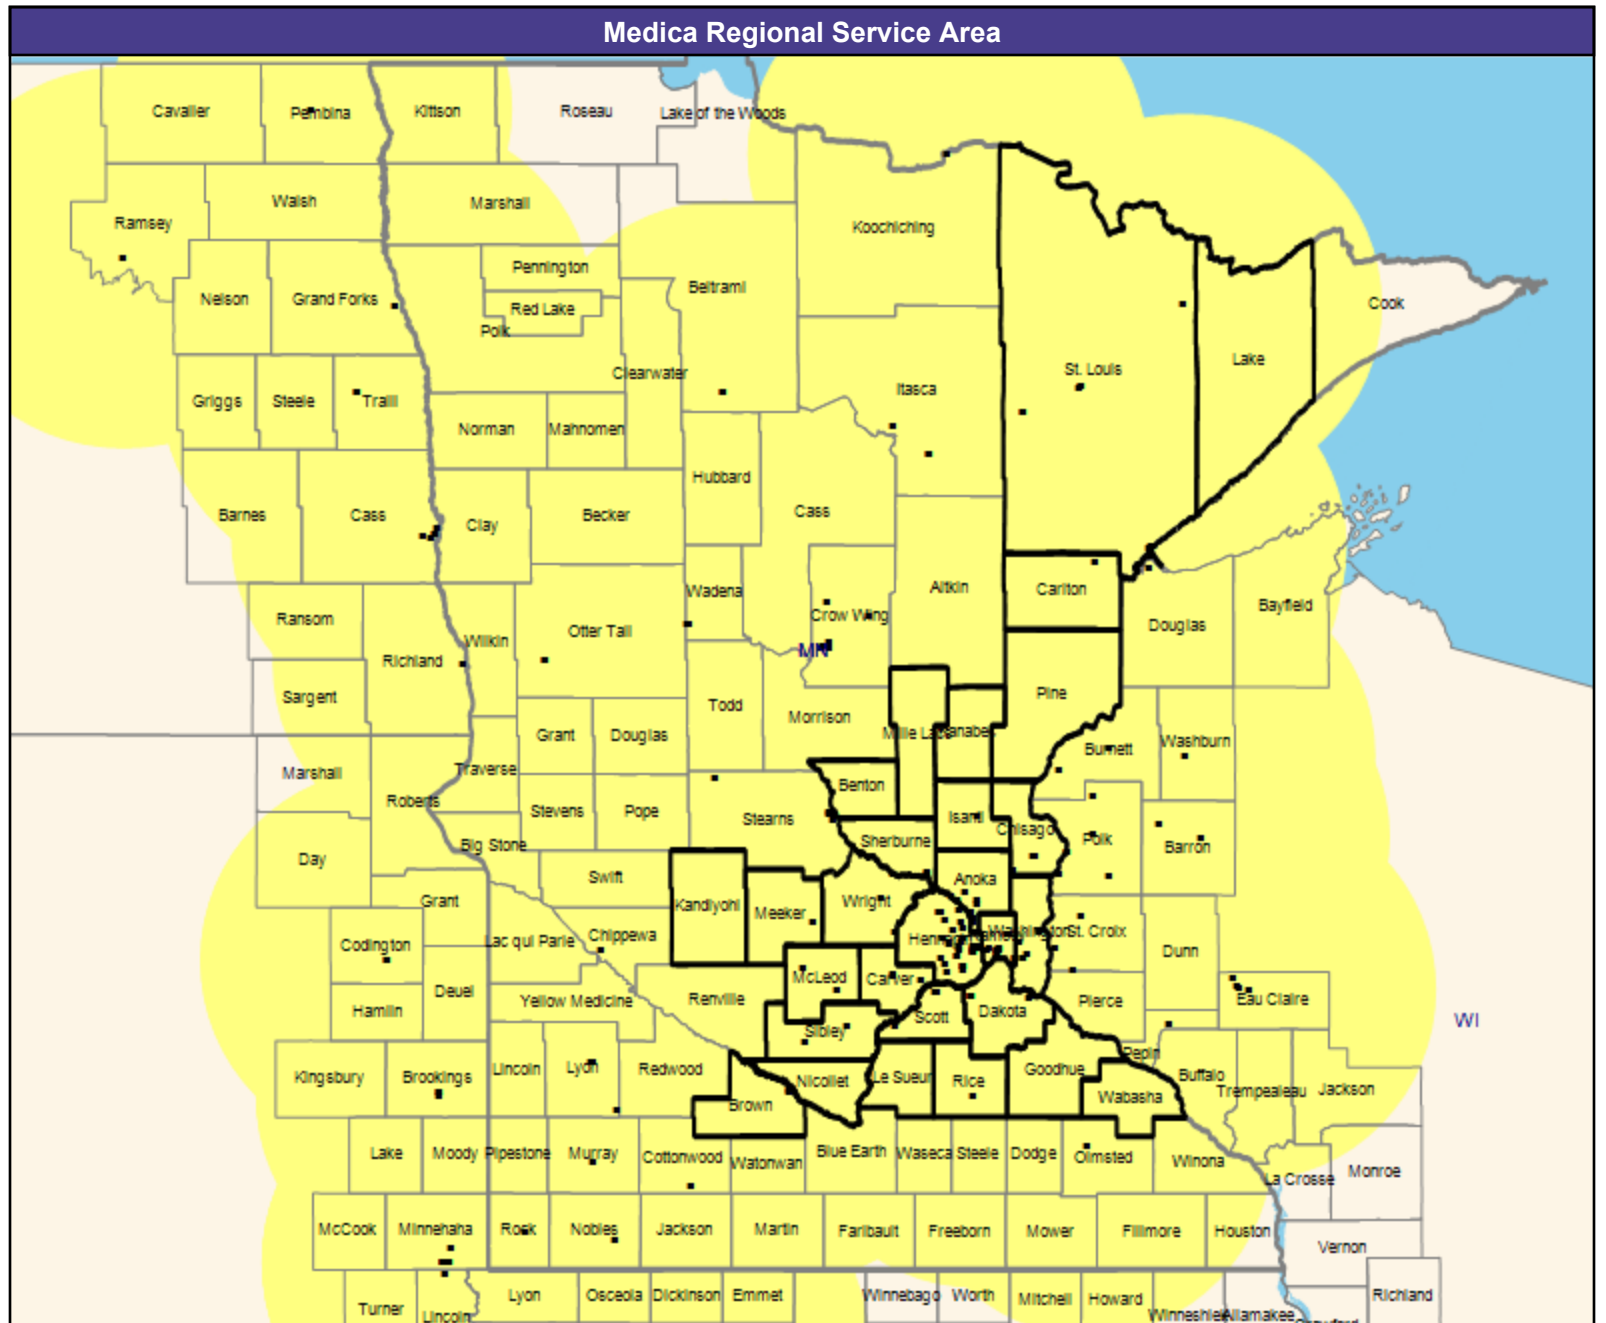 Medica Regional Service Area
Cavalier
Pembina
Kittson
Roseau
Lake of the Woods
Ramsey
Walsh
Marshall
Koochiching
Nelson
Grand Forks
Pennington
Red Lake
Polk
Beltrami
Cook
Clearwater
Itasca
St. Louis
Lake
Griggs
Steele
Traill
Norman
Mahnomen
Hubbard
Cass
Barnes
Cass
Clay
Becker
Wadena
Crow Wing
Aitkin
Carlton
Douglas
Bayfield
Ransom
Richland
Wilkin
Otter Tail
MN
Sargent
Todd
Morrison
Pine
Mille Lacs
Kanabec
Burnett
Washburn
Grant
Douglas
Marshall
Traverse
Roberts
Benton
Stevens
Pope
Stearns
Isanti
Chisago
Polk
Barron
Day
Big Stone
Sherburne
Swift
Anoka
Grant
Kandiyohi
Meeker
Wright
Codington
Lac qui Parle
Chippewa
Hennepin
Washington
St. Croix
Dunn
Deuel
McLeod
Carver
Hamlin
Yellow Medicine
Renville
Sibley
Scott
Dakota
Pierce
Eau Claire
WI
Kingsbury
Brookings
Lincoln
Lyon
Redwood
Nicollet
Le Sueur
Rice
Goodhue
Pepin
Wabasha
Buffalo
Trempealeau
Jackson
Brown
Lake
Moody
Pipestone
Murray
Cottonwood
Watonwan
Blue Earth
Waseca
Steele
Dodge
Olmsted
Winona
La Crosse
Monroe
McCook
Minnehaha
Rock
Nobles
Jackson
Martin
Faribault
Freeborn
Mower
Fillmore
Houston
Vernon
Turner
Lincoln
Lyon
Osceola
Dickinson
Emmet
Winnebago
Worth
Mitchell
Howard
Winneshiek
Allamakee
Richland